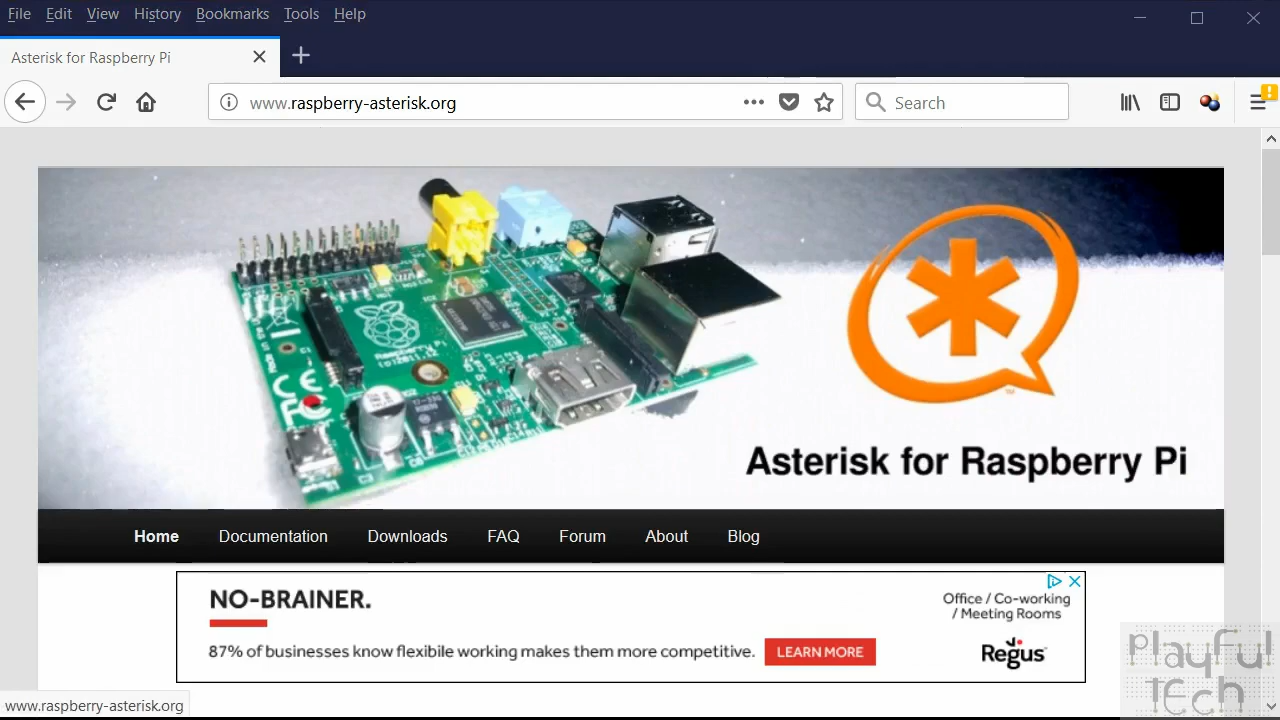 File Edit View History Bookmarks Tools Help
Asterisk for Raspberry Pi
www.raspberry-asterisk.org
Search
Raspberry Pi
Asterisk for Raspberry Pi
Home Documentation Downloads FAQ Forum About Blog
NO-BRAINER.
87% of businesses know flexibile working makes them more competitive.
LEARN MORE
Office / Co-working
/ Meeting Rooms
Regus
www.raspberry-asterisk.org
Playful
Tech